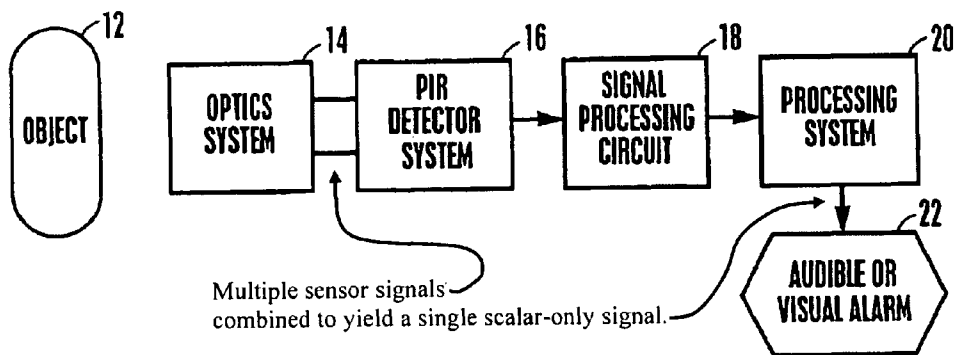 12
14
16
18
20
OBJECT
OPTICS
SYSTEM
PIR
DETECTOR
SYSTEM
SIGNAL
PROCESSING
CIRCUIT
PROCESSING
SYSTEM
22
AUDIBLE OR
VISUAL ALARM
Multiple sensor signals
combined to yield a single scalar-only signal.